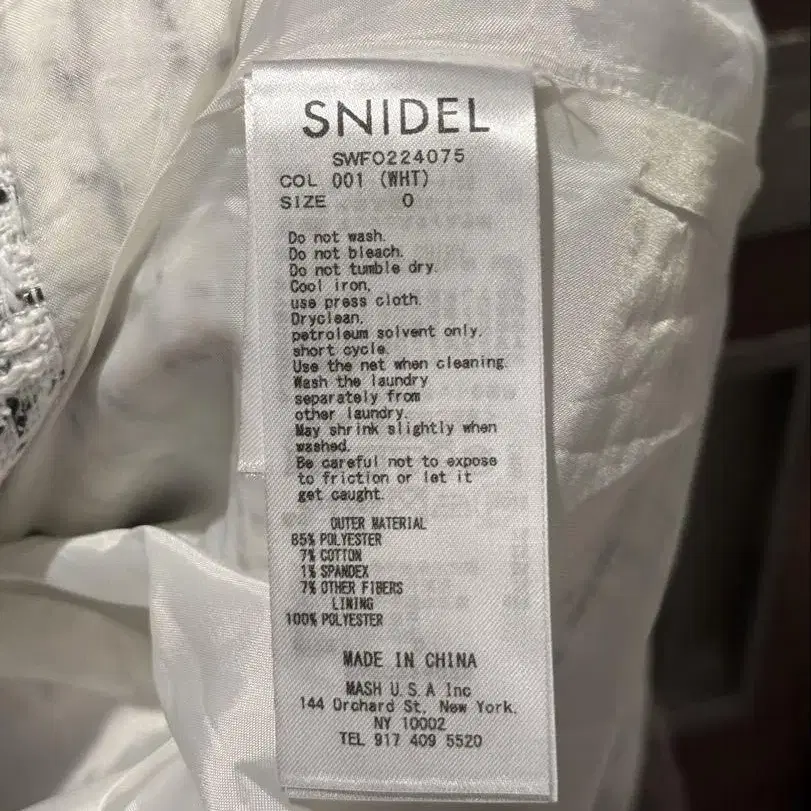 SNIDEL
SWFO224075
COL 001 (WHT)
SIZE 0
Do not wash.
Do not bleach.
Do not tumble dry.
Cool iron,
use press cloth.
Dryclean,
petroleum solvent only.
short cycle.
Use the net when cleaning.
Wash the laundry
separately from
other laundry.
May shrink slightly when
washed.
Be careful not to expose
to friction or let it
get caught.
OUTER MATERIAL
85% POLYESTER
7% COTTON
1% SPANDEX
7% OTHER FIBERS
LINING
100% POLYESTER
MADE IN CHINA
MASH U.S.A Inc
144 Orchard St, New York.
NY 10002
TEL 917 409 5520